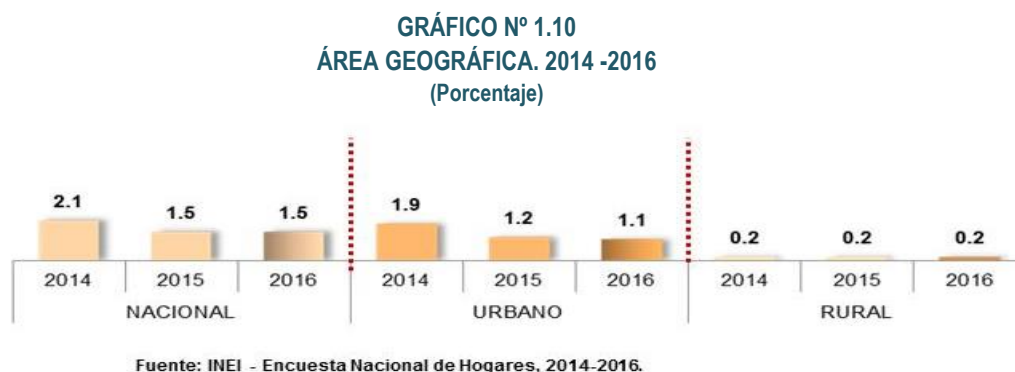 GRÁFICO Nº 1.10
ÁREA GEOGRÁFICA. 2014 -2016
(Porcentaje)
2.1 1.5 1.5 1.9 1.2 1.1 0.2 0.2 0.2
2014 2015 2016 2014 2015 2016 2014 2015 2016
NACIONAL URBANO RURAL
Fuente: INEI - Encuesta Nacional de Hogares, 2014-2016.